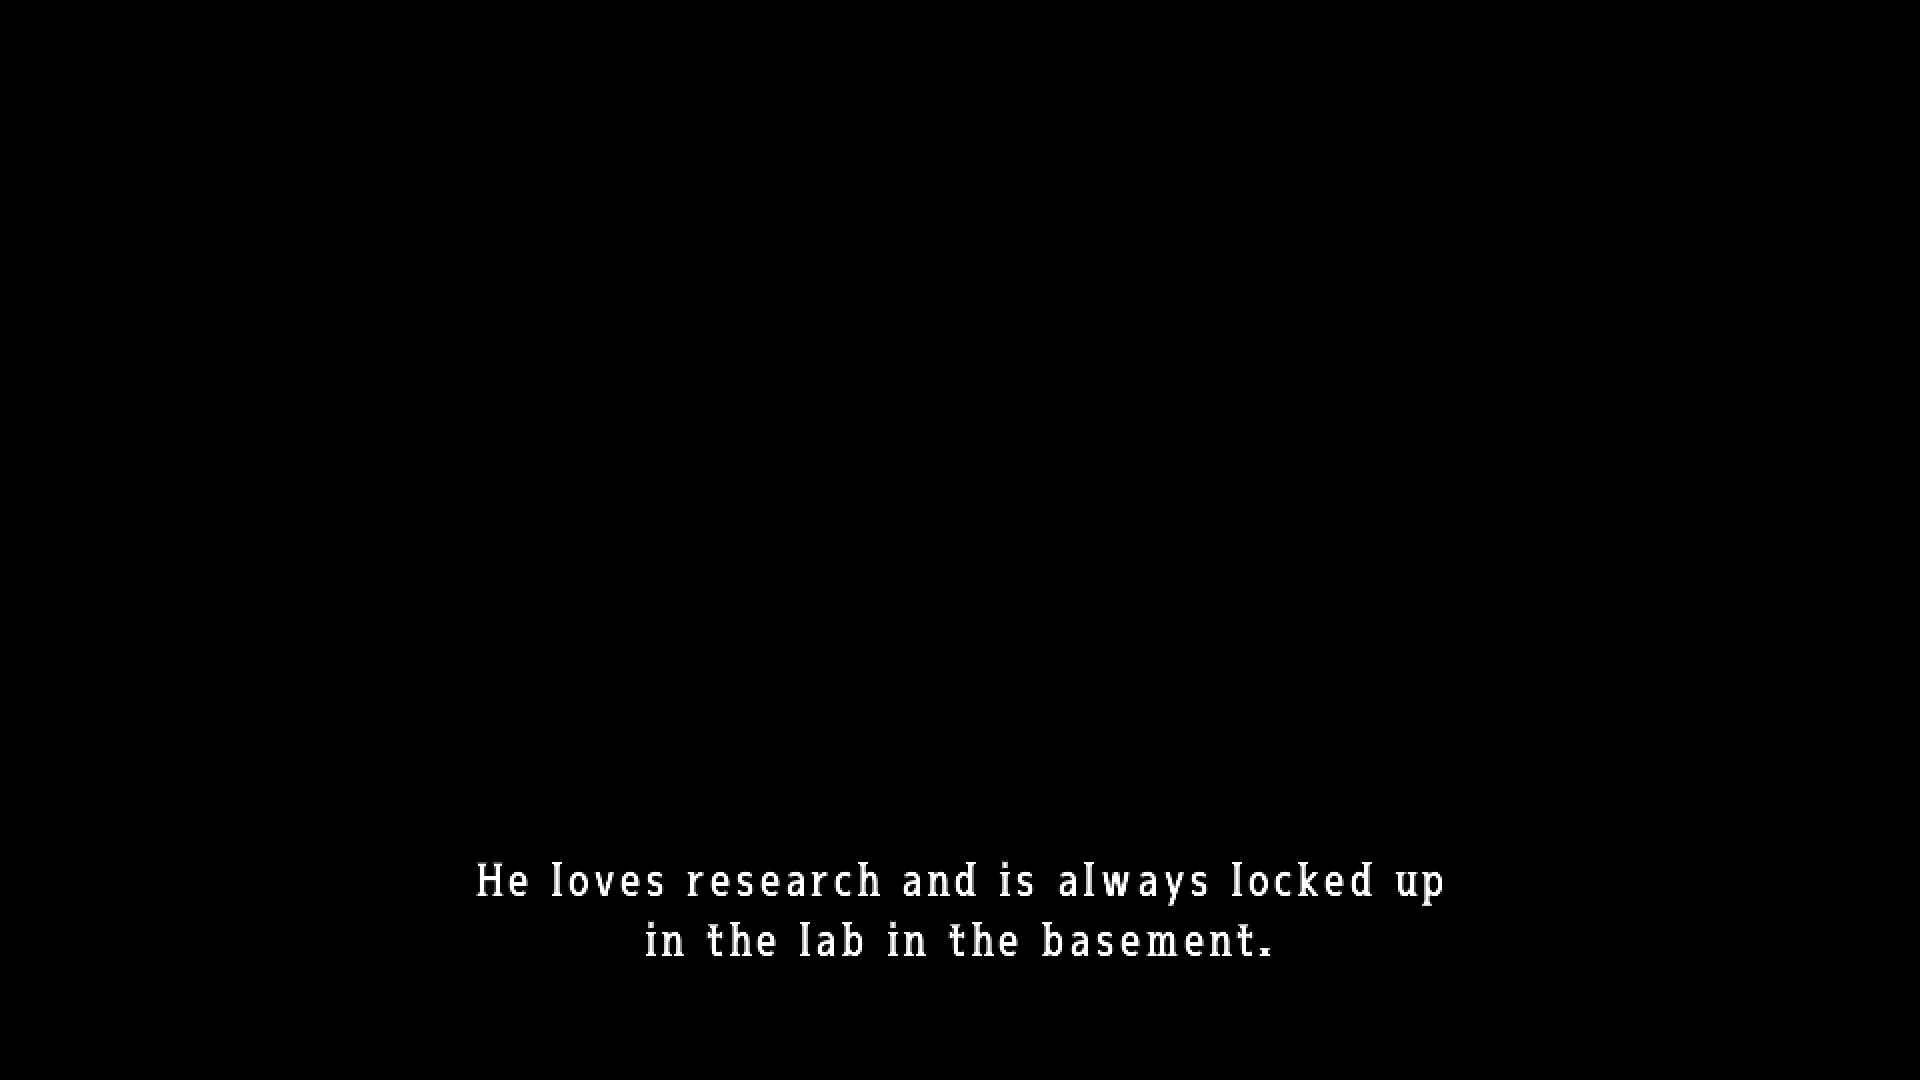 He loves research and is always locked up
in the lab in the basement.